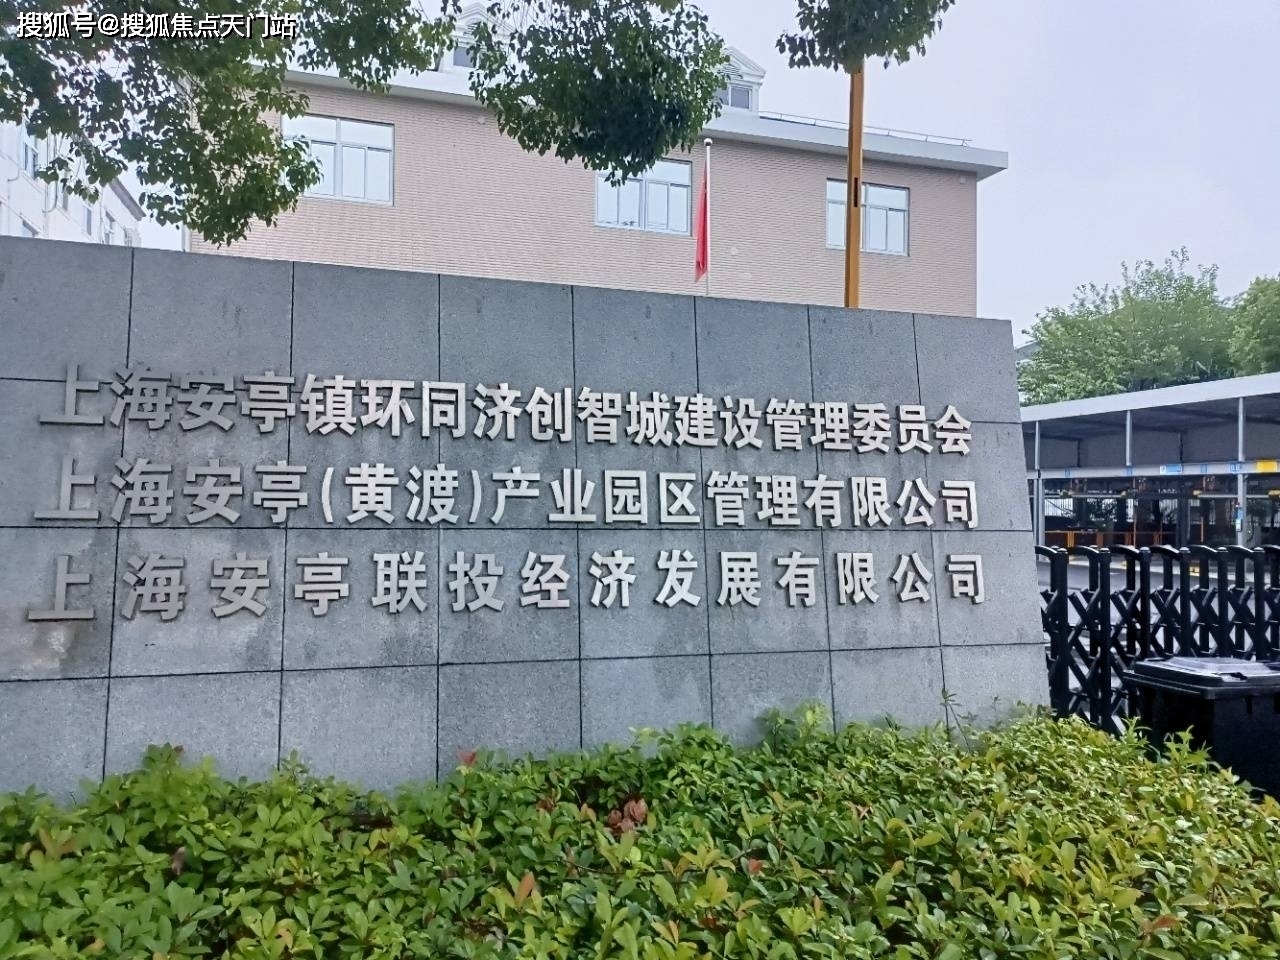 搜狐号@搜狐焦点天门站
上海安亭镇环同济创智城建设管理委员会
上海安亭(黄渡)产业园区管理有限公司
上海安亭联投经济发展有限公司